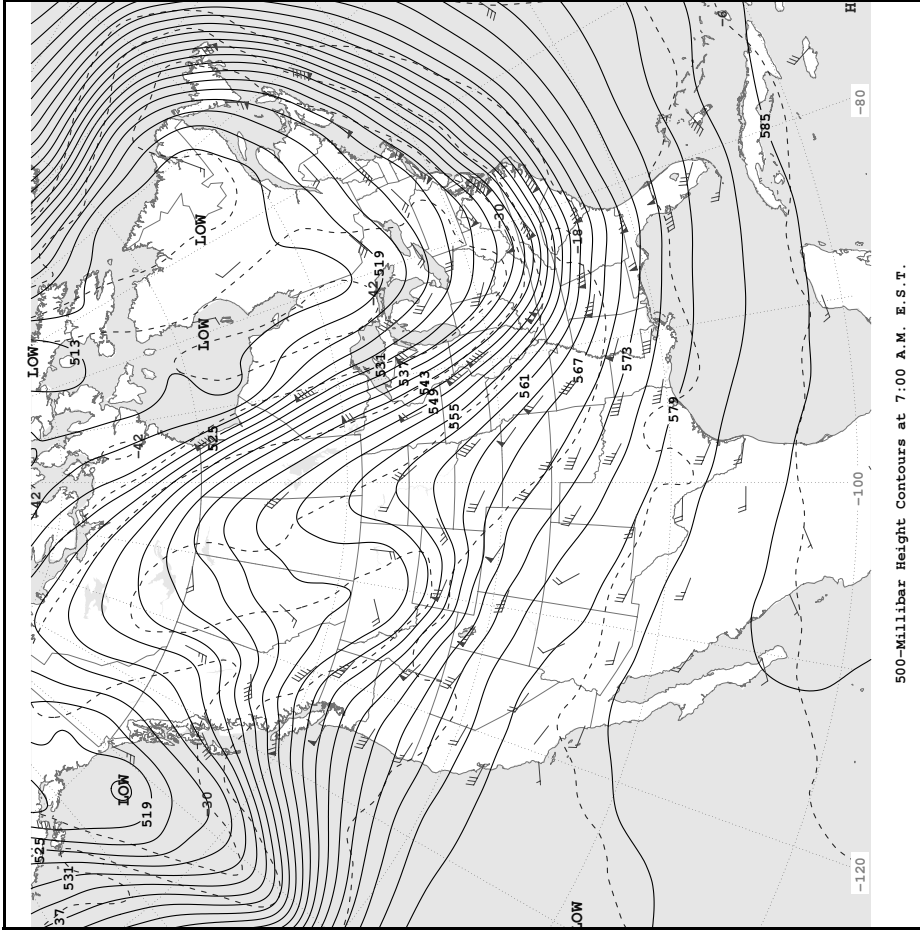 525 -42 LOW
37 531 513
LOW -42
519
-30 525 LOW LOW
531 -42 519
537
543
549
555 -30
561
LOW 567 -18
573
579
-6
585
H
-120 -100 -80
500-Millibar Height Contours at 7:00 A.M. E.S.T.